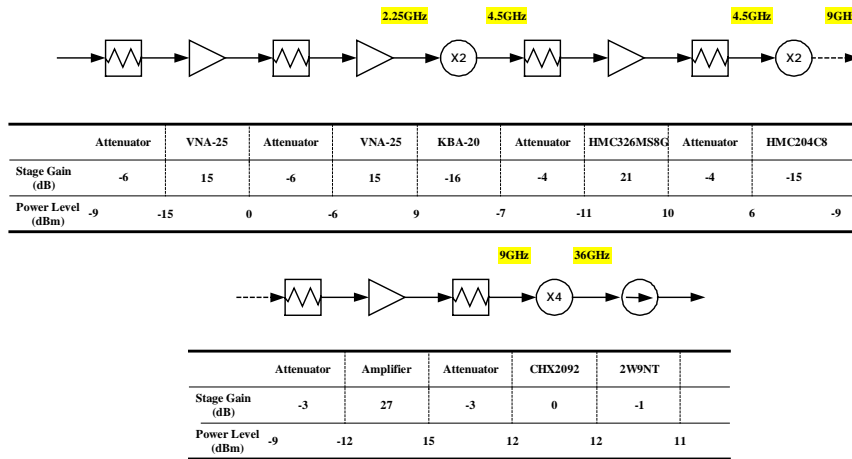 2.25GHz 4.5GHz 4.5GHz 9GH
X2 X2
Attenuator VNA-25 Attenuator VNA-25 KBA-20 Attenuator HMC326MS8G Attenuator HMC204C8
Stage Gain (dB) -6 15 -6 15 -16 -4 21 -4 -15
Power Level (dBm) -9 -15 0 -6 9 -7 -11 10 6 -9
9GHz 36GHz
X4
Attenuator Amplifier Attenuator CHX2092 2W9NT
Stage Gain (dB) -3 27 -3 0 -1
Power Level (dBm) -9 -12 15 12 12 11